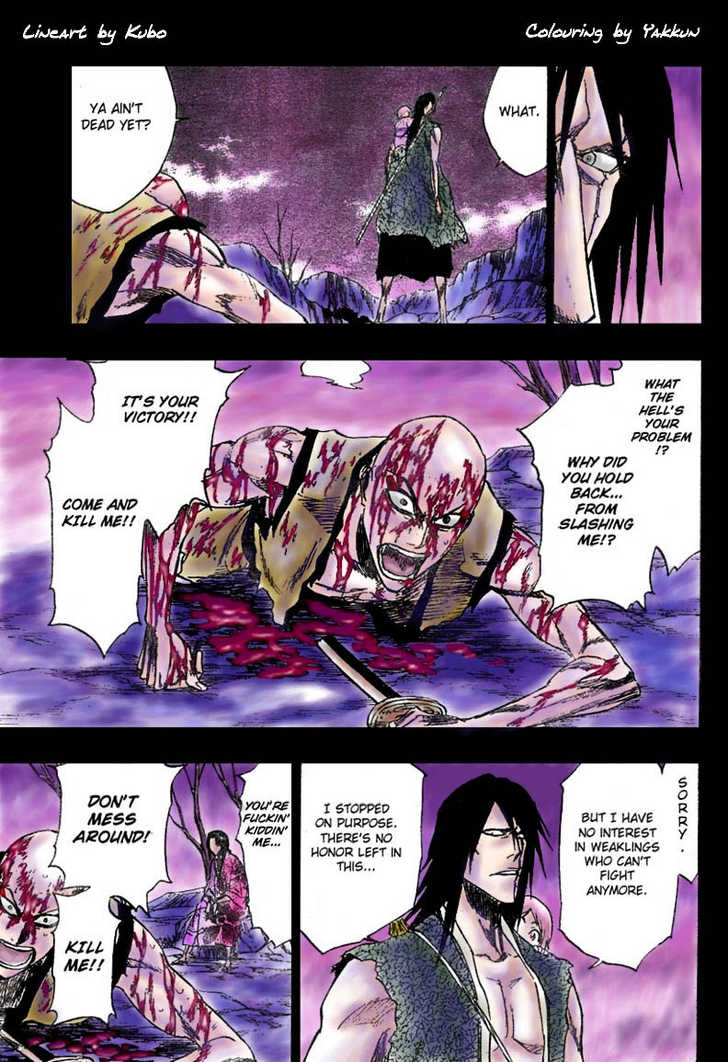 Lineart by Kubo
Colouring by Yakkun
WHAT.
YA AIN'T
DEAD YET?
WHAT
THE
HELL'S
YOUR
PROBLEM
!?
WHY DID
YOU HOLD
BACK...
FROM
SLASHING
ME!?
IT'S YOUR
VICTORY!!
COME AND
KILL ME!!
SORRY.
BUT I HAVE
NO INTEREST
IN WEAKLINGS
WHO CAN'T
FIGHT
ANYMORE.
I STOPPED
ON PURPOSE.
THERE'S NO
HONOR LEFT IN
THIS...
YOU'RE
FUCKIN'
KIDDIN'
ME...
DON'T
MESS
AROUND!
KILL
ME!!